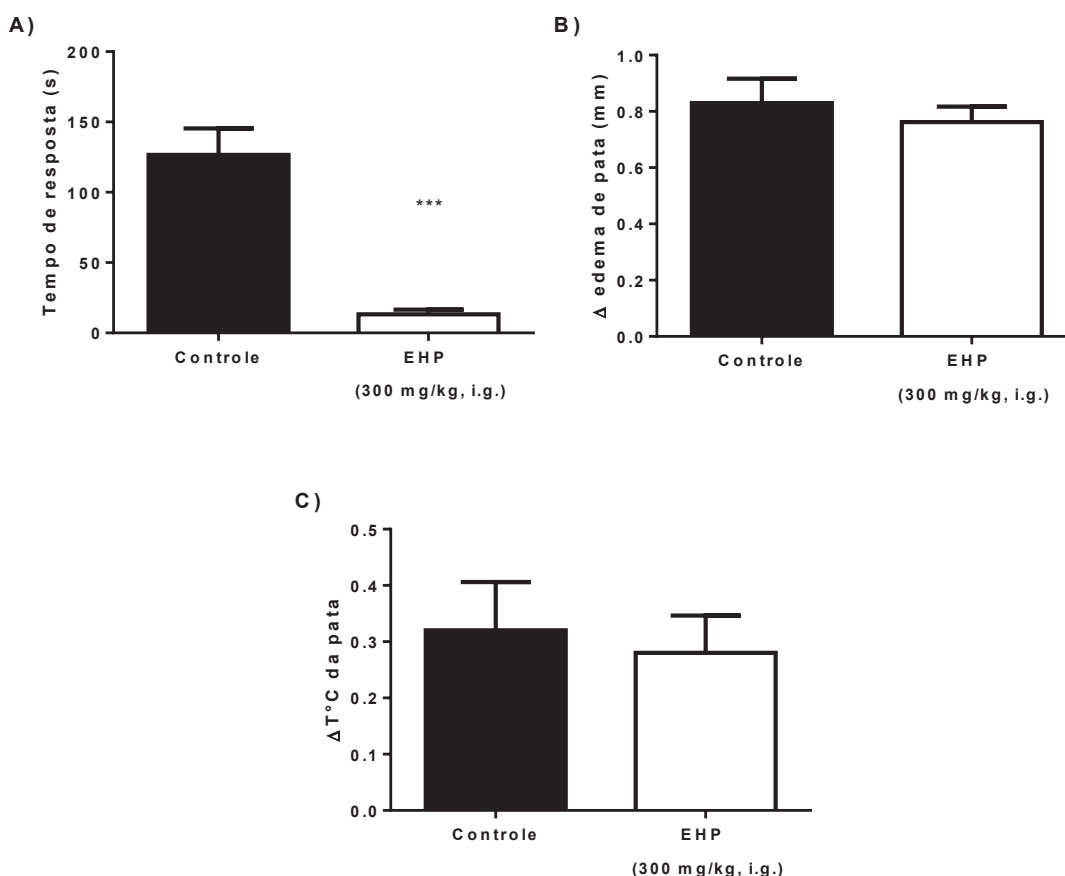 A)
Tempo de resposta (s)
200
150
100
50
0
***
Controle
EHP
(300 mg/kg, i.g.)
B)
Δ edema de pata (mm)
1.0
0.8
0.6
0.4
0.2
0.0
Controle
EHP
(300 mg/kg, i.g.)
C)
ΔT°C da pata
0.5
0.4
0.3
0.2
0.1
0.0
Controle
EHP
(300 mg/kg, i.g.)